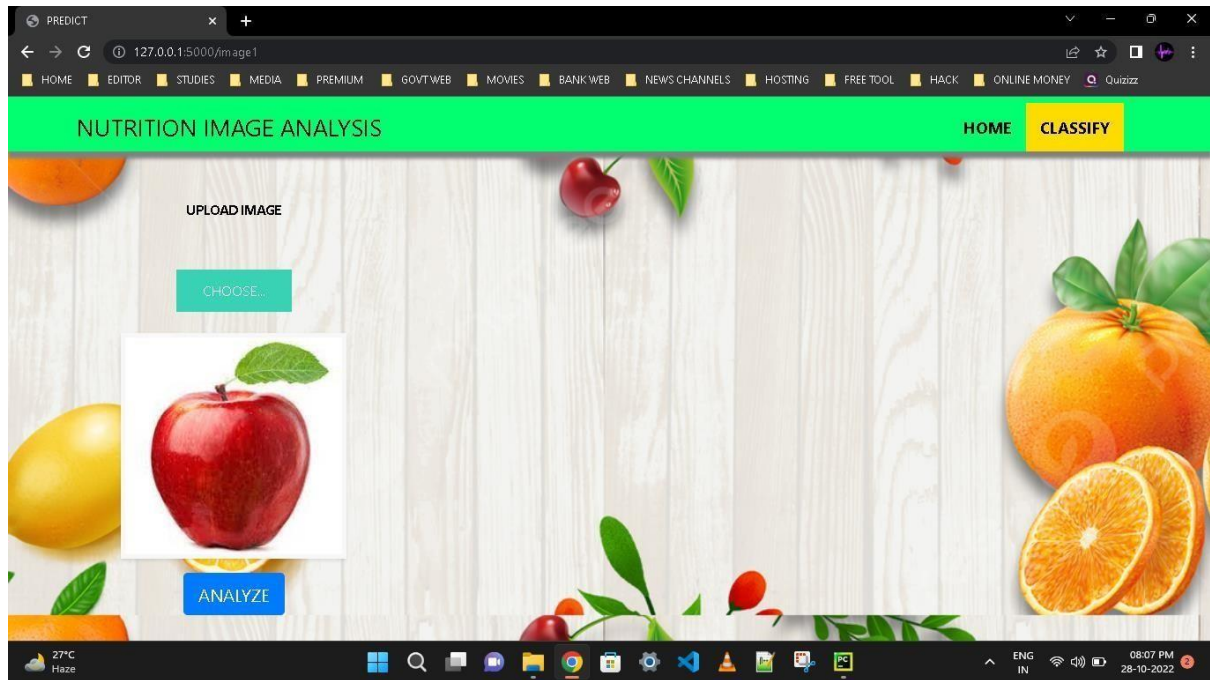 PREDICT
127.0.0.1:5000/image1
HOME EDITOR STUDIES MEDIA PREMIUM GOVT WEB MOVIES BANK WEB NEWS CHANNELS HOSTING FREE TOOL HACK ONLINE MONEY Quizizz
NUTRITION IMAGE ANALYSIS HOME CLASSIFY
UPLOAD IMAGE
CHOOSE...
ANALYZE
27°C
Haze
ENG
IN
08:07 PM
28-10-2022
2